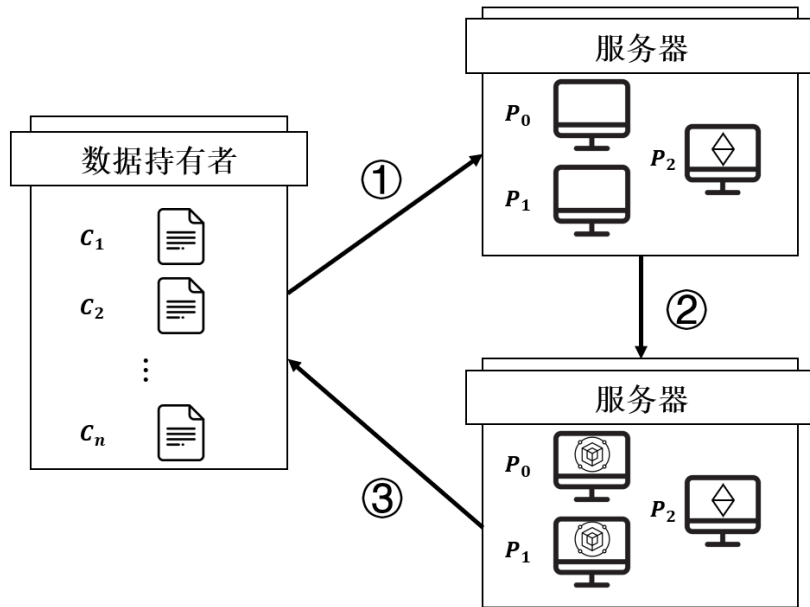 数据持有者
C₁
C₂
⋮
Cₙ
①
服务器
P₀
P₁
P₂
②
服务器
P₀
P₁
P₂
③